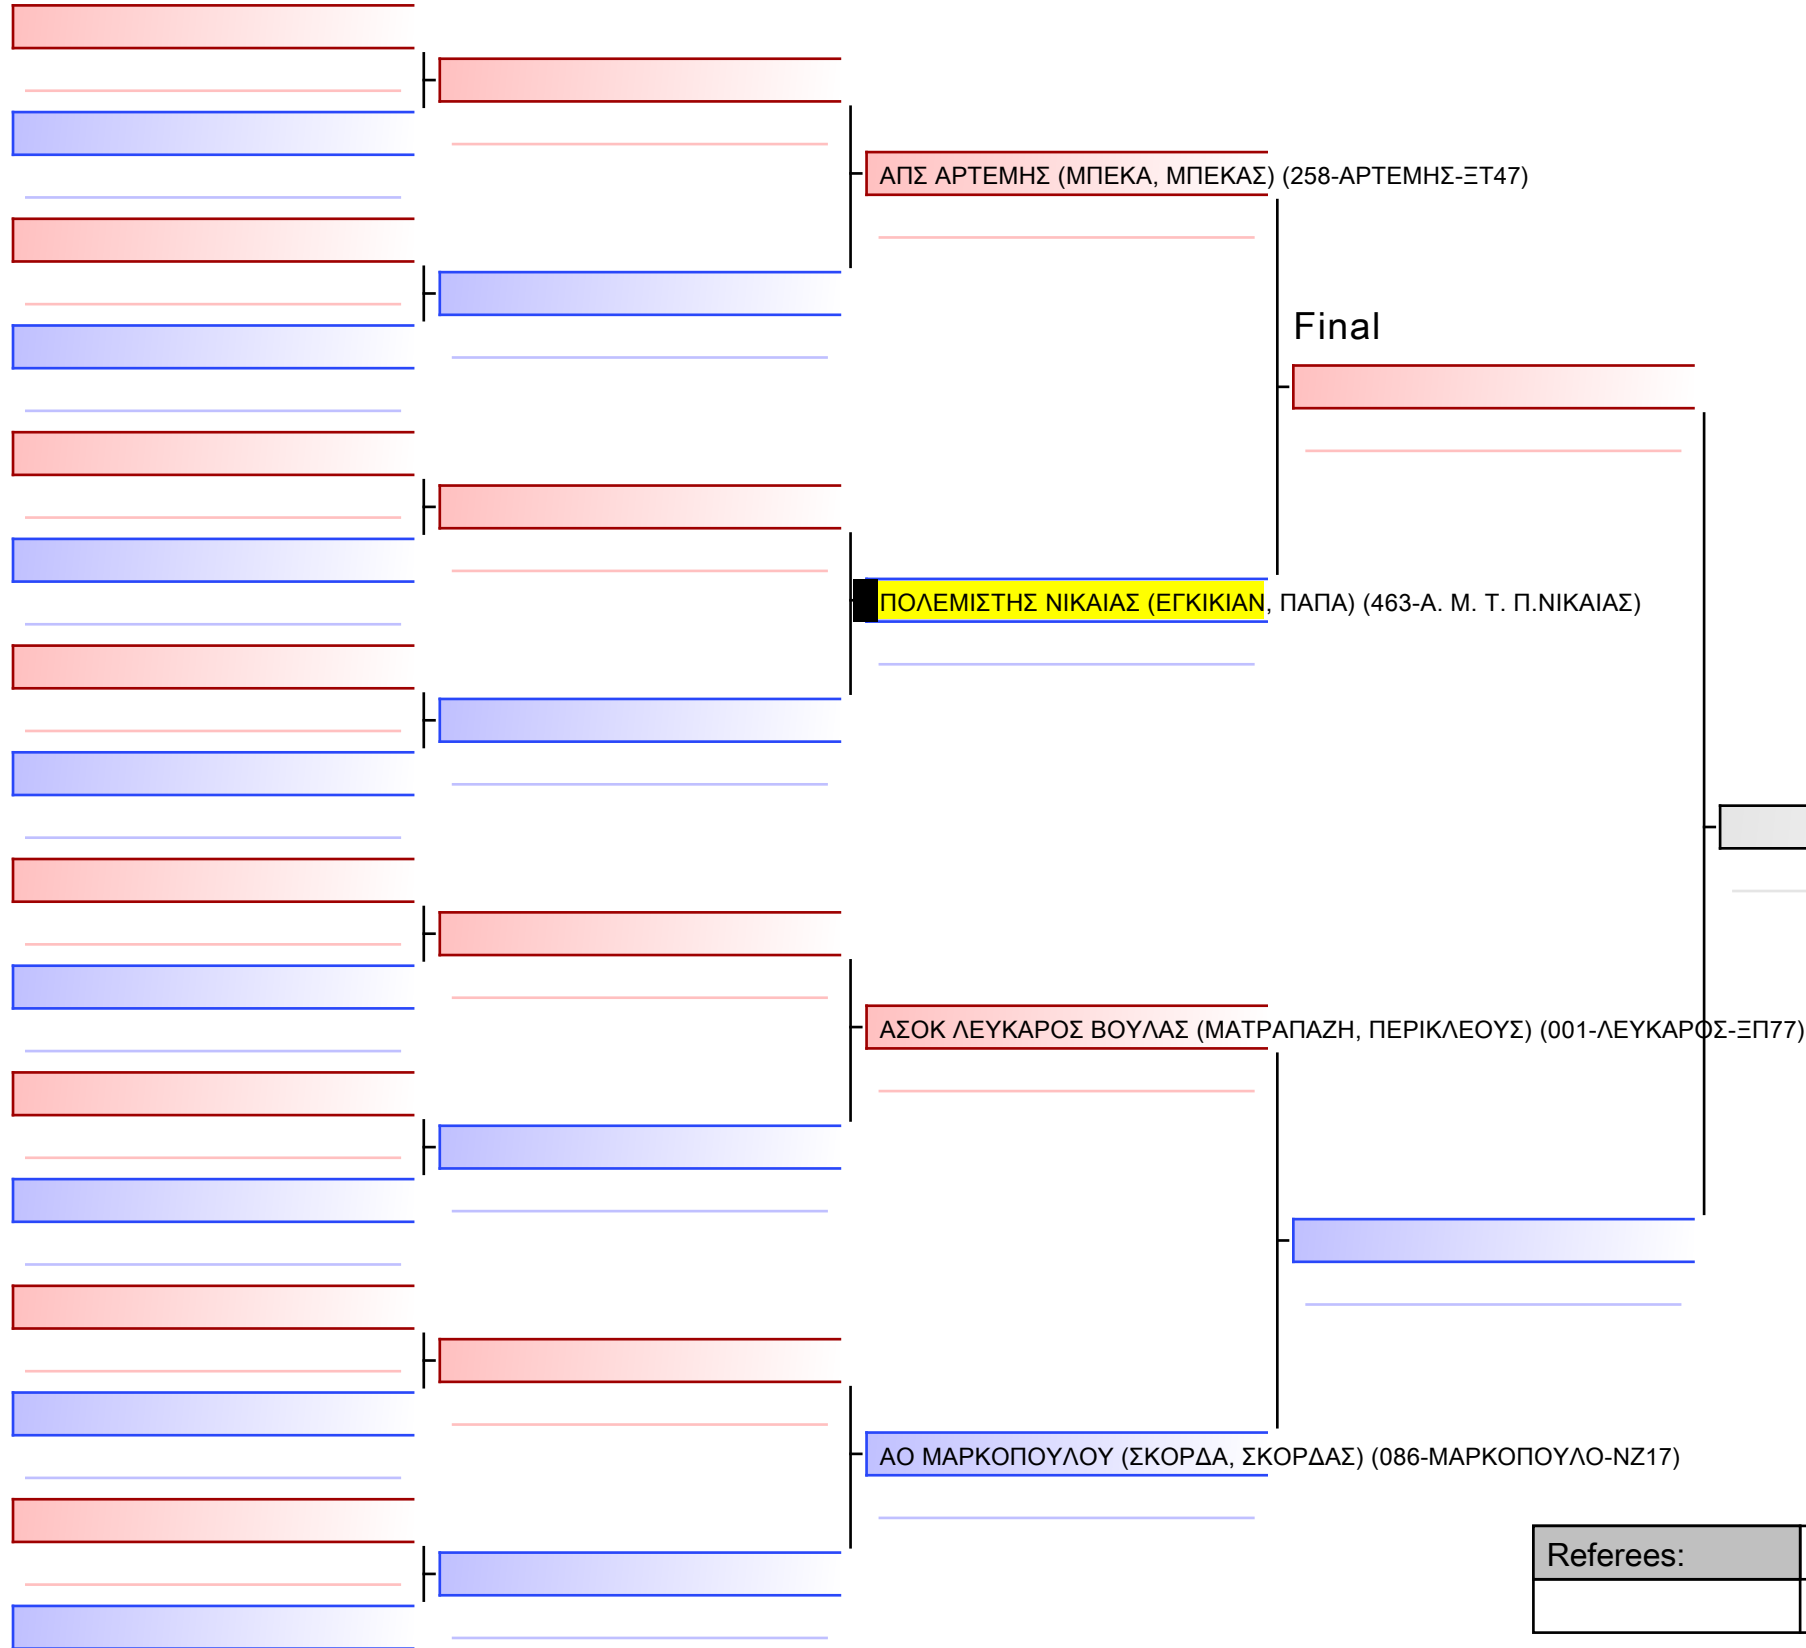 ΑΠΣ ΑΡΤΕΜΗΣ (ΜΠΕΚΑ, ΜΠΕΚΑΣ) (258-ΑΡΤΕΜΗΣ-ΞΤ47)
Final
ΠΟΛΕΜΙΣΤΗΣ ΝΙΚΑΙΑΣ (ΕΓΚΙΚΙΑΝ, ΠΑΠΑ) (463-Α. Μ. Τ. Π.ΝΙΚΑΙΑΣ)
ΑΣΟΚ ΛΕΥΚΑΡΟΣ ΒΟΥΛΑΣ (ΜΑΤΡΑΠΑΖΗ, ΠΕΡΙΚΛΕΟΥΣ) (001-ΛΕΥΚΑΡΟΣ-ΞΠ77)
ΑΟ ΜΑΡΚΟΠΟΥΛΟΥ (ΣΚΟΡΔΑ, ΣΚΟΡΔΑΣ) (086-ΜΑΡΚΟΠΟΥΛΟ-ΝΖ17)
Referees: